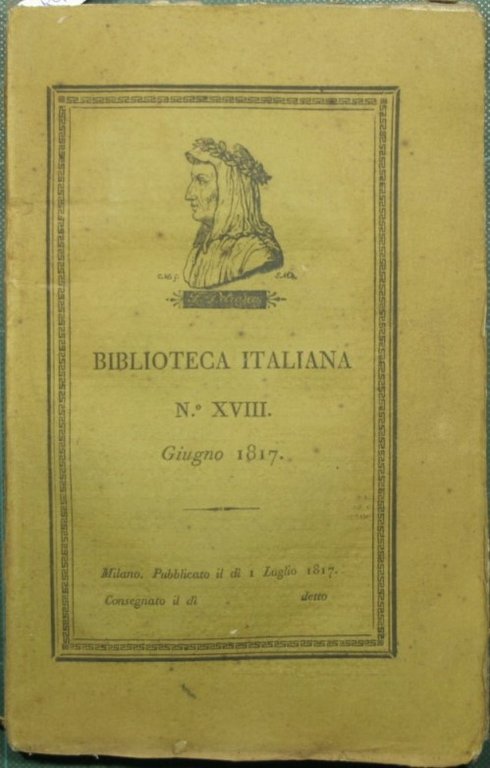 BIBLIOTECA ITALIANA
N.º XVIII.
Giugno 1817.
Milano. Pubblicato il dì 1 Luglio 1817.
Consegnato il dì detto